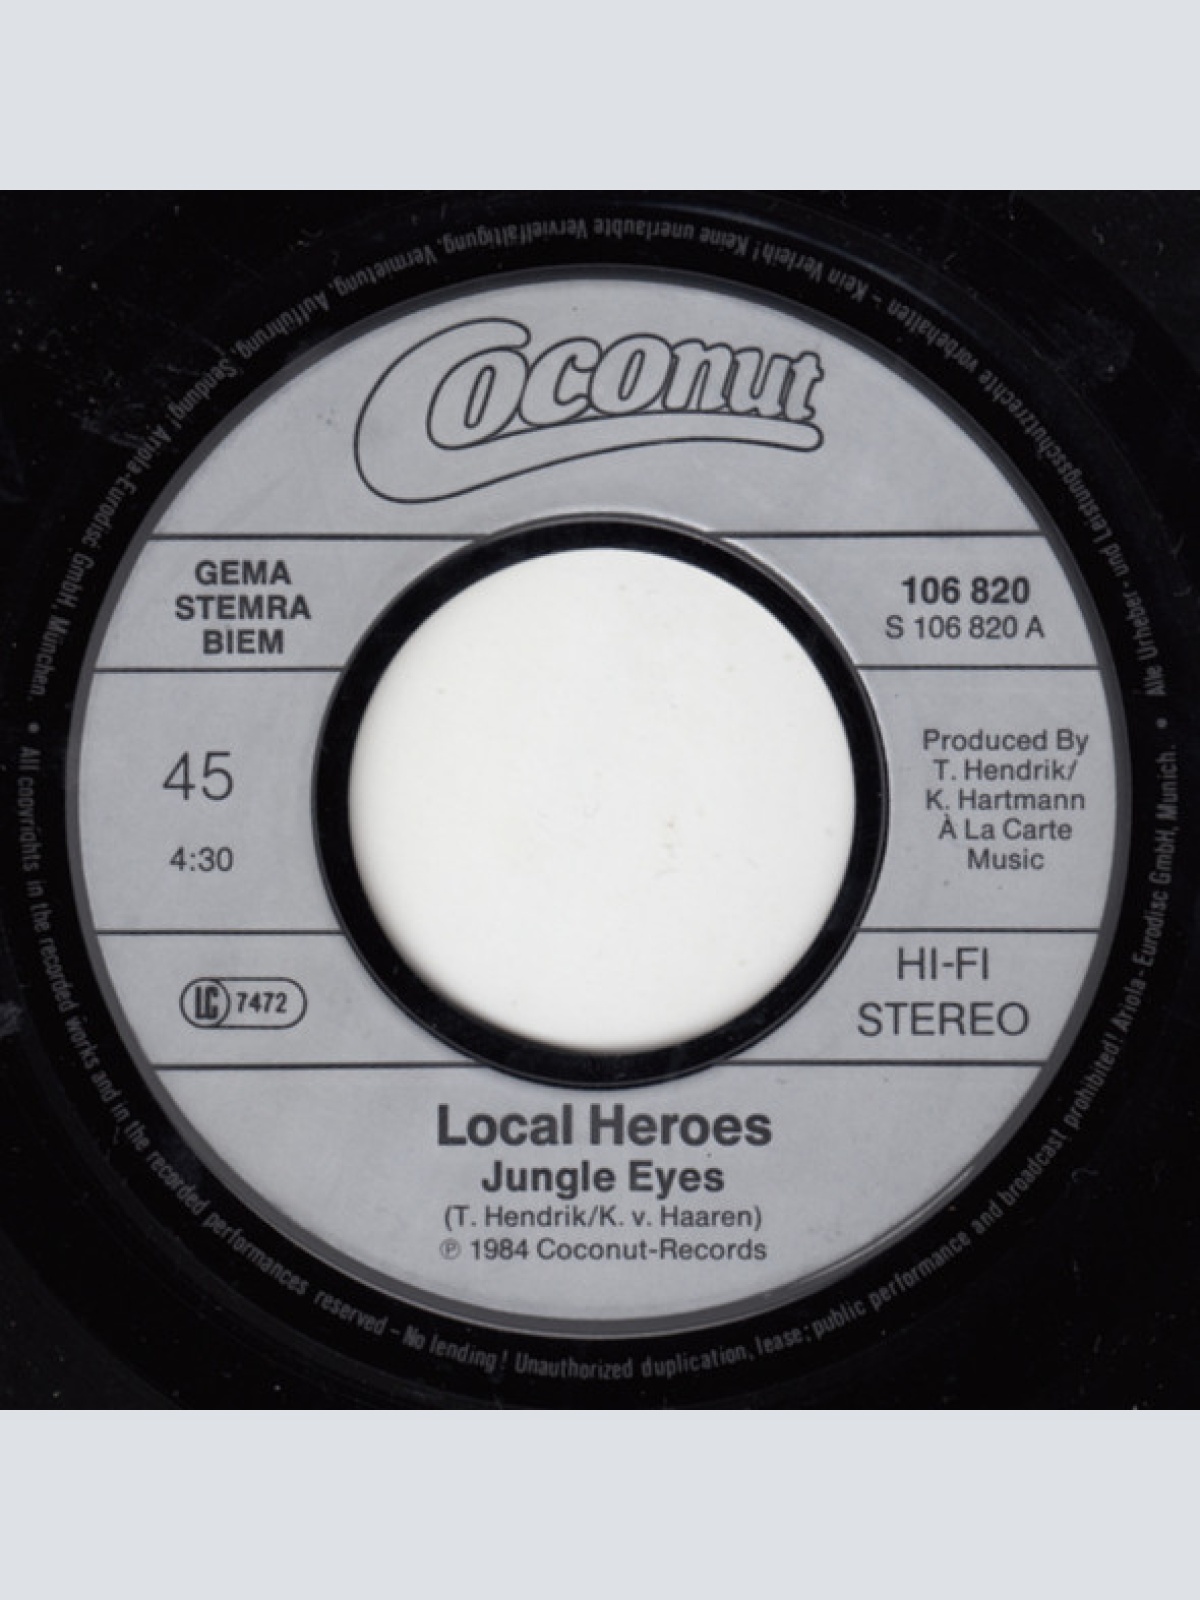 Coconut
GEMA
STEMRA
BIEM
106 820
S 106 820 A
45
4:30
Produced By
T. Hendrik/
K. Hartmann
À La Carte
Music
LC 7472
HI-FI
STEREO
Local Heroes
Jungle Eyes
(T. Hendrik/K. v. Haaren)
℗ 1984 Coconut-Records
Alle Urheber- und Leistungsschutzrechte vorbehalten – Kein Verleih! Keine unerlaubte Vervielfältigung, Vermietung, Aufführung, Sendung! Ariola-Eurodisc GmbH, München. •
All copyrights in the recorded works and in the recorded performances reserved – No lending! Unauthorized duplication, lease; public performance and broadcast prohibited! Ariola-Eurodisc GmbH, Munich. •